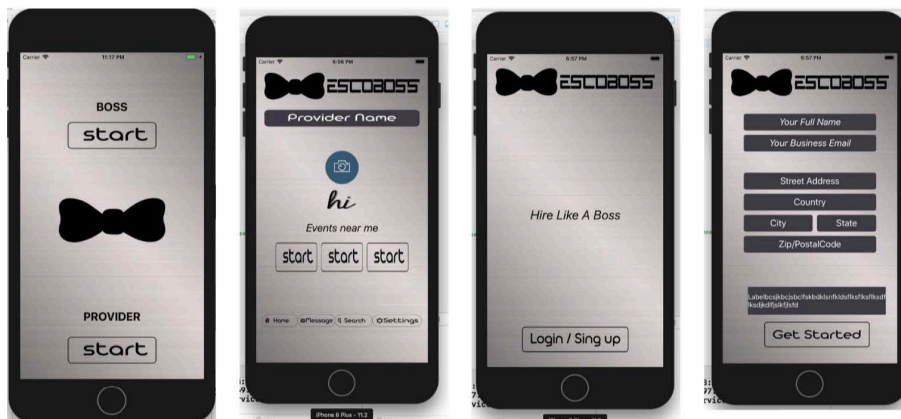 Carrier 11:17 PM
BOSS
start
PROVIDER
start
Carrier 6:56 PM
ESCOBOSS
Provider Name
hi
Events near me
start start start
Home Message Search Settings
iPhone 6 Plus - 11.2
Carrier 6:57 PM
ESCOBOSS
Hire Like A Boss
Login / Sing up
Carrier 6:57 PM
ESCOBOSS
Your Full Name
Your Business Email
Street Address
Country
City State
Zip/PostalCode
Get Started